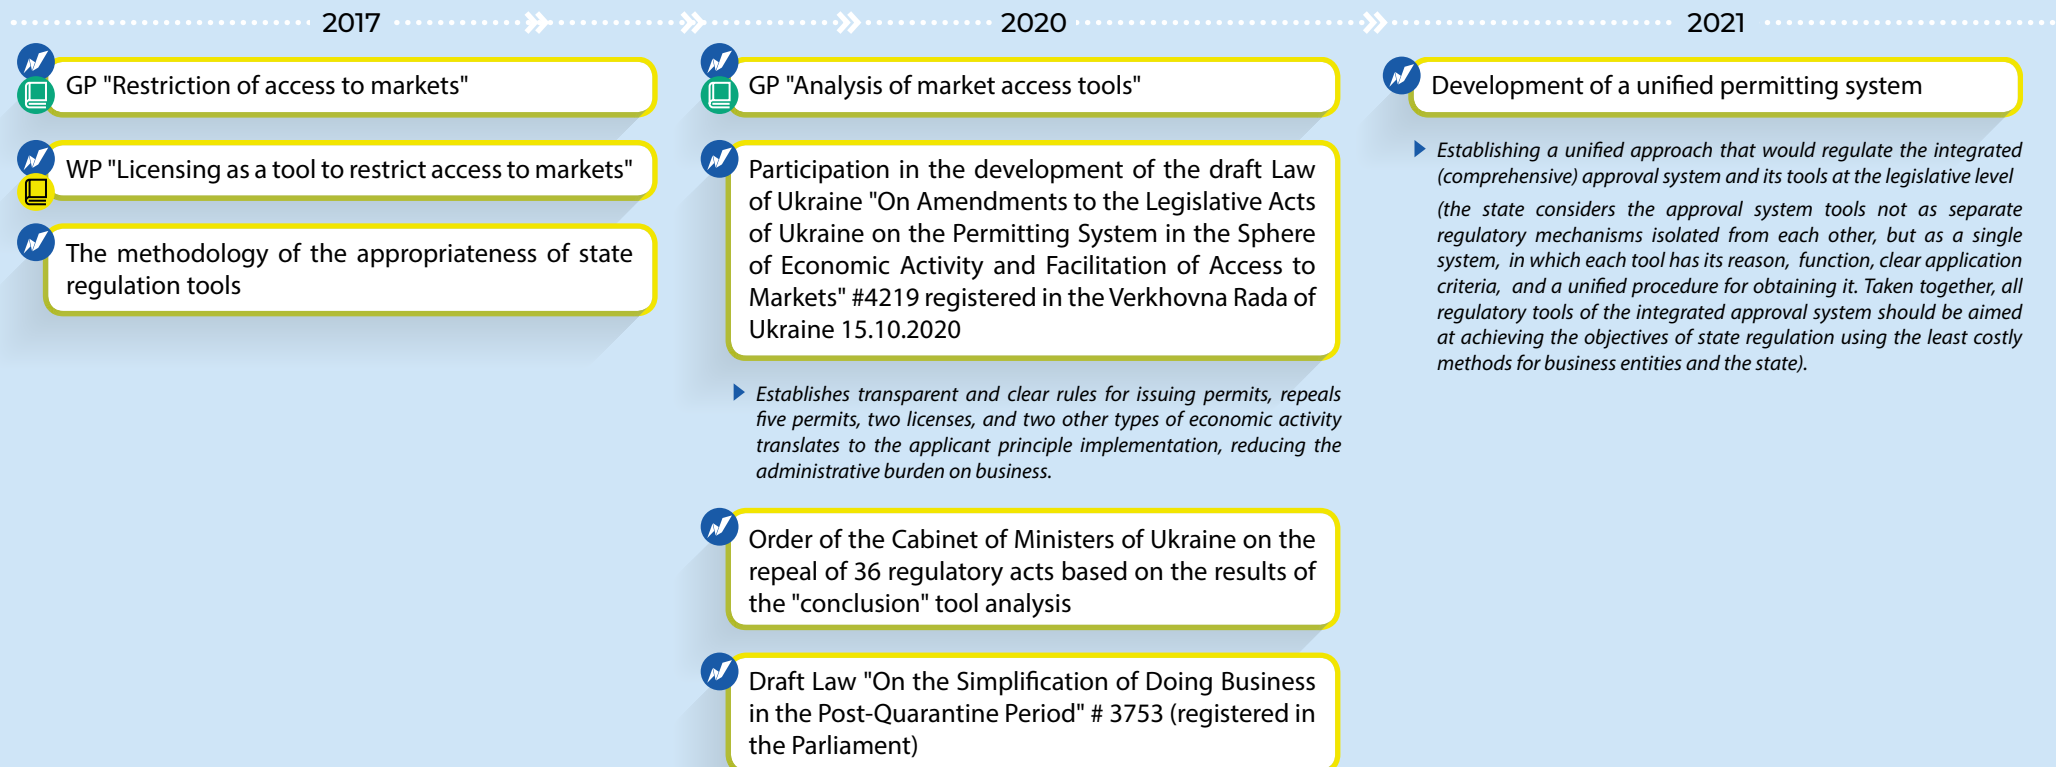 2017
GP "Restriction of access to markets"
WP "Licensing as a tool to restrict access to markets"
The methodology of the appropriateness of state
regulation tools
2020
GP "Analysis of market access tools"
Participation in the development of the draft Law
of Ukraine "On Amendments to the Legislative Acts
of Ukraine on the Permitting System in the Sphere
of Economic Activity and Facilitation of Access to
Markets" #4219 registered in the Verkhovna Rada of
Ukraine 15.10.2020
Establishes transparent and clear rules for issuing permits, repeals
five permits, two licenses, and two other types of economic activity
translates to the applicant principle implementation, reducing the
administrative burden on business.
Order of the Cabinet of Ministers of Ukraine on the
repeal of 36 regulatory acts based on the results of
the "conclusion" tool analysis
Draft Law "On the Simplification of Doing Business
in the Post-Quarantine Period" # 3753 (registered in
the Parliament)
2021
Development of a unified permitting system
Establishing a unified approach that would regulate the integrated
(comprehensive) approval system and its tools at the legislative level
(the state considers the approval system tools not as separate
regulatory mechanisms isolated from each other, but as a single
system, in which each tool has its reason, function, clear application
criteria, and a unified procedure for obtaining it. Taken together, all
regulatory tools of the integrated approval system should be aimed
at achieving the objectives of state regulation using the least costly
methods for business entities and the state).